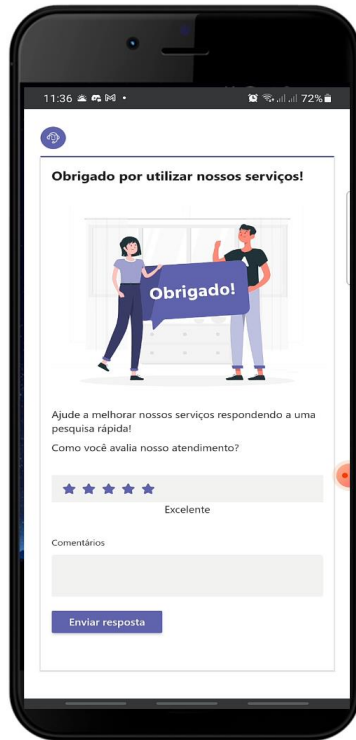 11:36 72%
Obrigado por utilizar nossos serviços!
Obrigado!
Ajude a melhorar nossos serviços respondendo a uma
pesquisa rápida!
Como você avalia nosso atendimento?
Excelente
Comentários
Enviar resposta